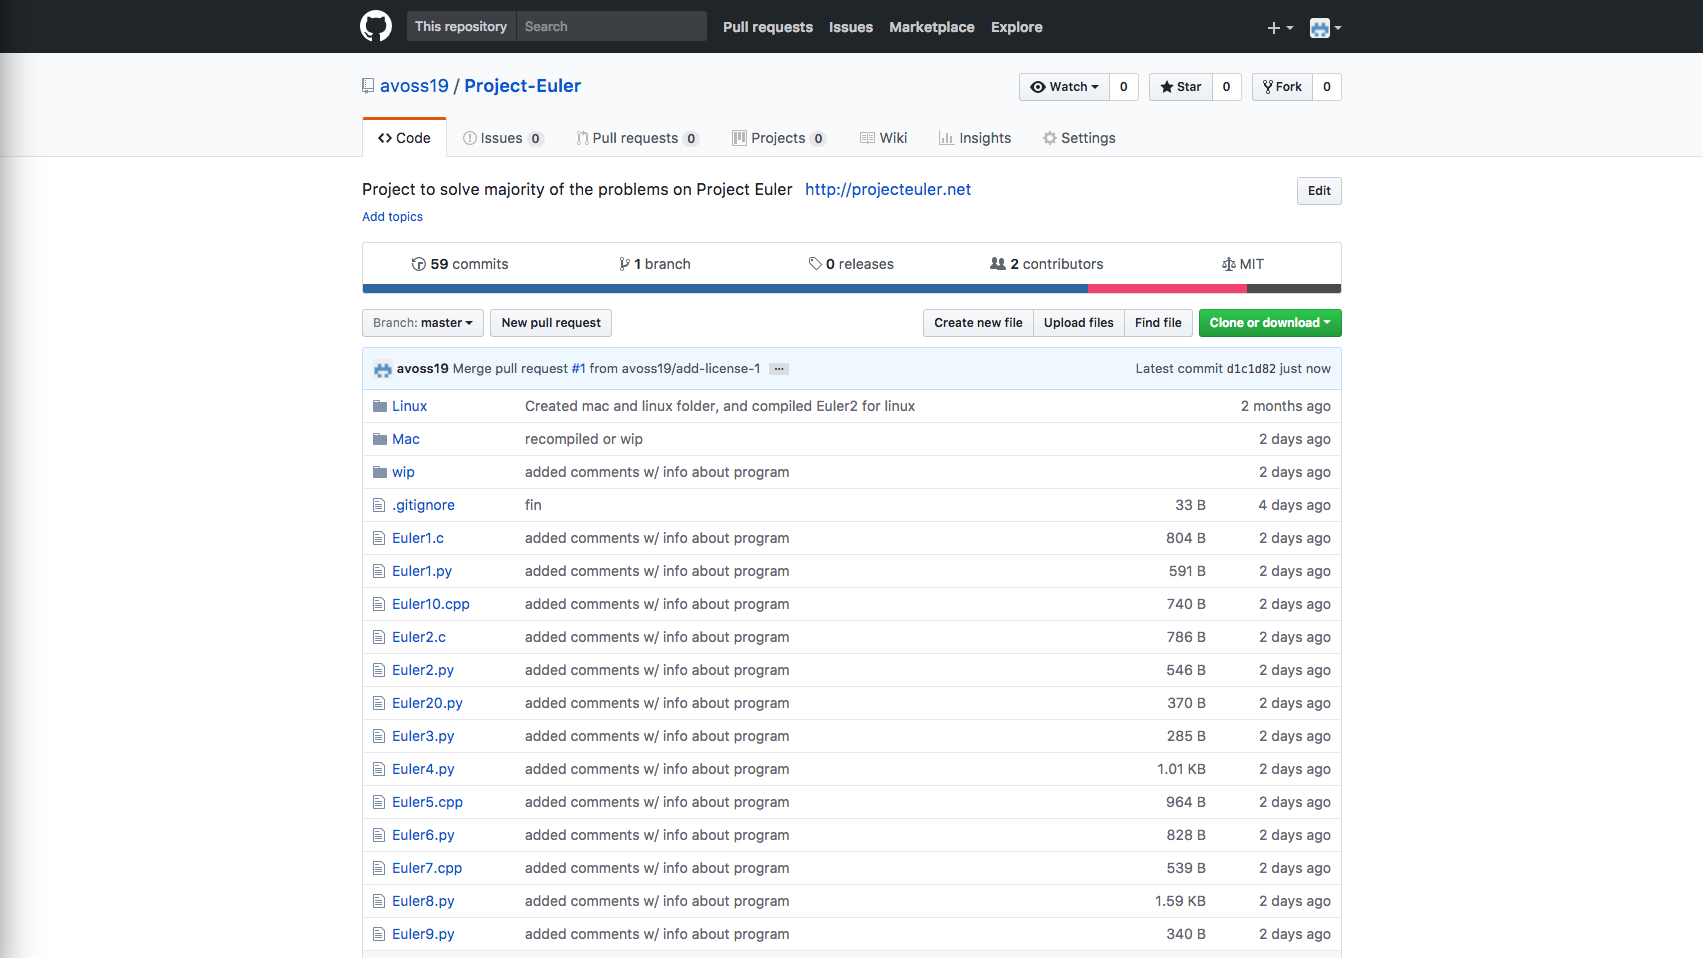 This repository Search Pull requests Issues Marketplace Explore
avoss19 / Project-Euler Watch 0 Star 0 Fork 0
Code Issues 0 Pull requests 0 Projects 0 Wiki Insights Settings
Project to solve majority of the problems on Project Euler http://projecteuler.net Edit
Add topics
59 commits 1 branch 0 releases 2 contributors MIT
Branch: master New pull request Create new file Upload files Find file Clone or download
avoss19 Merge pull request #1 from avoss19/add-license-1 ... Latest commit d1c1d82 just now
Linux Created mac and linux folder, and compiled Euler2 for linux 2 months ago
Mac recompiled or wip 2 days ago
wip added comments w/ info about program 2 days ago
.gitignore fin 33 B 4 days ago
Euler1.c added comments w/ info about program 804 B 2 days ago
Euler1.py added comments w/ info about program 591 B 2 days ago
Euler10.cpp added comments w/ info about program 740 B 2 days ago
Euler2.c added comments w/ info about program 786 B 2 days ago
Euler2.py added comments w/ info about program 546 B 2 days ago
Euler20.py added comments w/ info about program 370 B 2 days ago
Euler3.py added comments w/ info about program 285 B 2 days ago
Euler4.py added comments w/ info about program 1.01 KB 2 days ago
Euler5.cpp added comments w/ info about program 964 B 2 days ago
Euler6.py added comments w/ info about program 828 B 2 days ago
Euler7.cpp added comments w/ info about program 539 B 2 days ago
Euler8.py added comments w/ info about program 1.59 KB 2 days ago
Euler9.py added comments w/ info about program 340 B 2 days ago